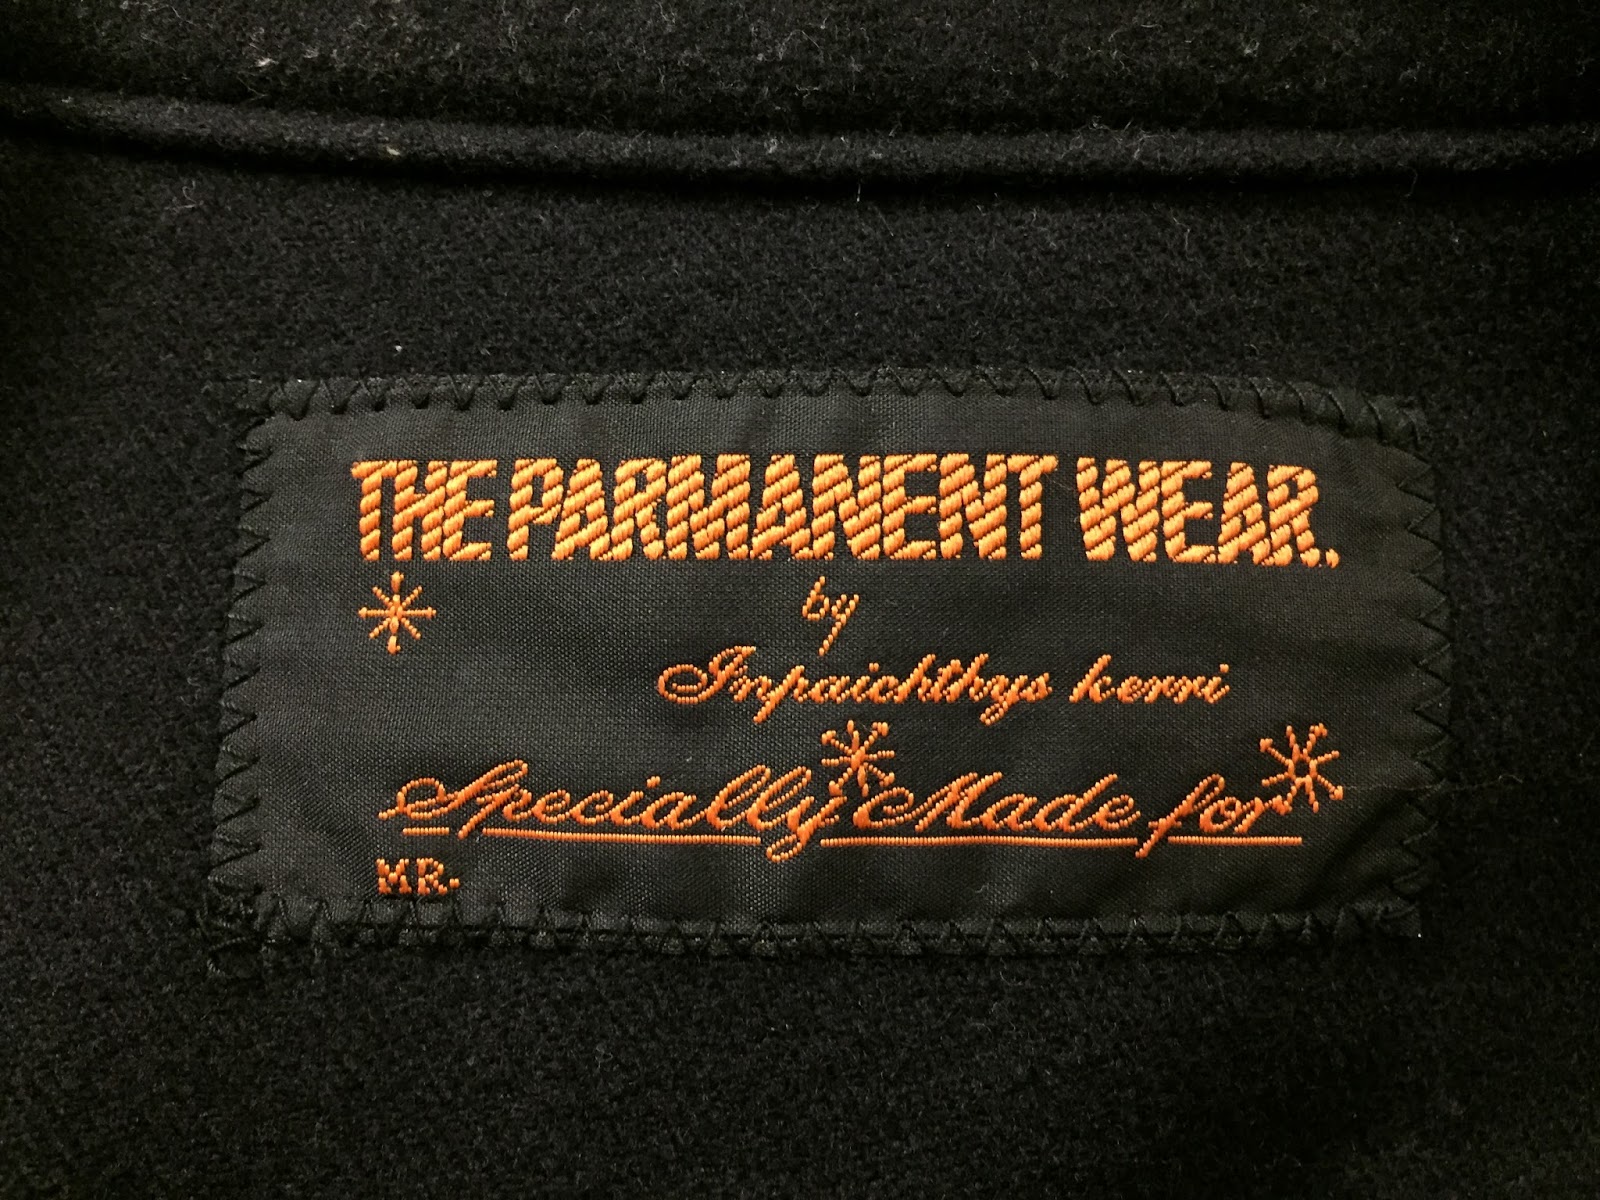 THE PARMANENT WEAR.
by
Inpaichthys kerri
Specially Made for
MR.